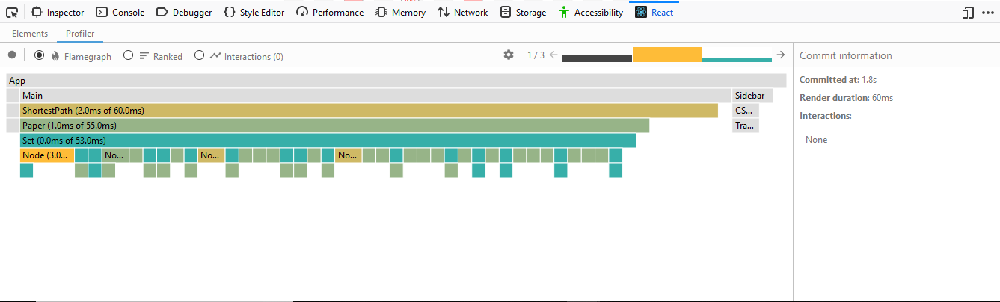 Inspector Console Debugger Style Editor Performance Memory Network Storage Accessibility React
Elements Profiler
Flamegraph Ranked Interactions (0) 1 / 3 Commit information
App
Committed at: 1.8s
Main Sidebar
Render duration: 60ms
ShortestPath (2.0ms of 60.0ms) CS...
Interactions:
Paper (1.0ms of 55.0ms) Tra...
Set (0.0ms of 53.0ms)
None
Node (3.0... No... No... No...